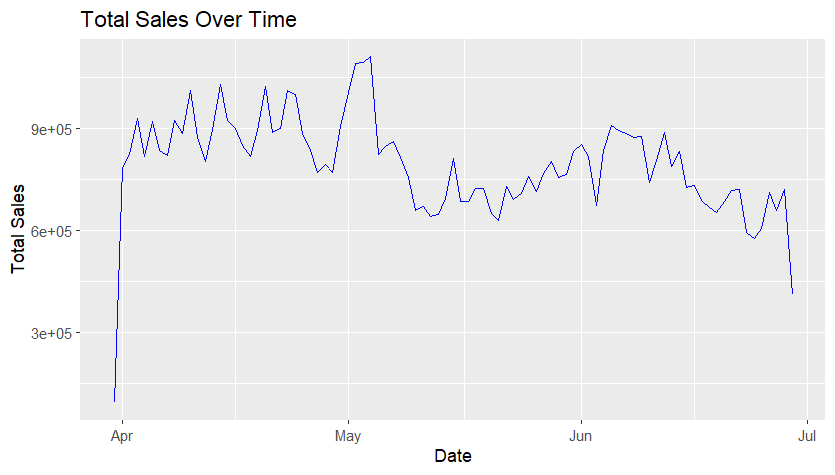 Total Sales Over Time
Total Sales
9e+05
6e+05
3e+05
Apr May Jun Jul
Date